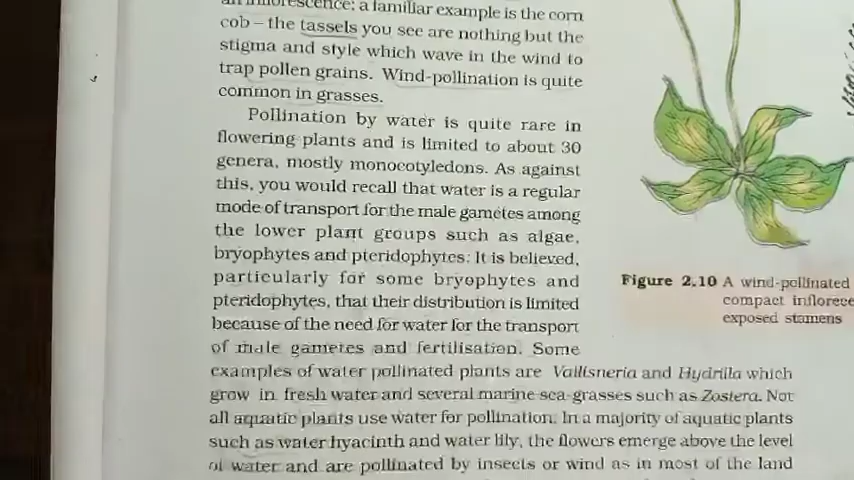 an inflorescence; a familiar example is the corn
cob – the tassels you see are nothing but the
stigma and style which wave in the wind to
trap pollen grains. Wind-pollination is quite
common in grasses.
Pollination by water is quite rare in
flowering plants and is limited to about 30
genera, mostly monocotyledons. As against
this, you would recall that water is a regular
mode of transport for the male gametes among
the lower plant groups such as algae,
bryophytes and pteridophytes. It is believed,
particularly for some bryophytes and
pteridophytes, that their distribution is limited
because of the need for water for the transport
of male gametes and fertilisation. Some
examples of water pollinated plants are Vallisneria and Hydrilla which
grow in fresh water and several marine sea-grasses such as Zostera. Not
all aquatic plants use water for pollination. In a majority of aquatic plants
such as water hyacinth and water lily, the flowers emerge above the level
of water and are pollinated by insects or wind as in most of the land
Figure 2.10 A wind-pollinated
compact inflorece
exposed stamens